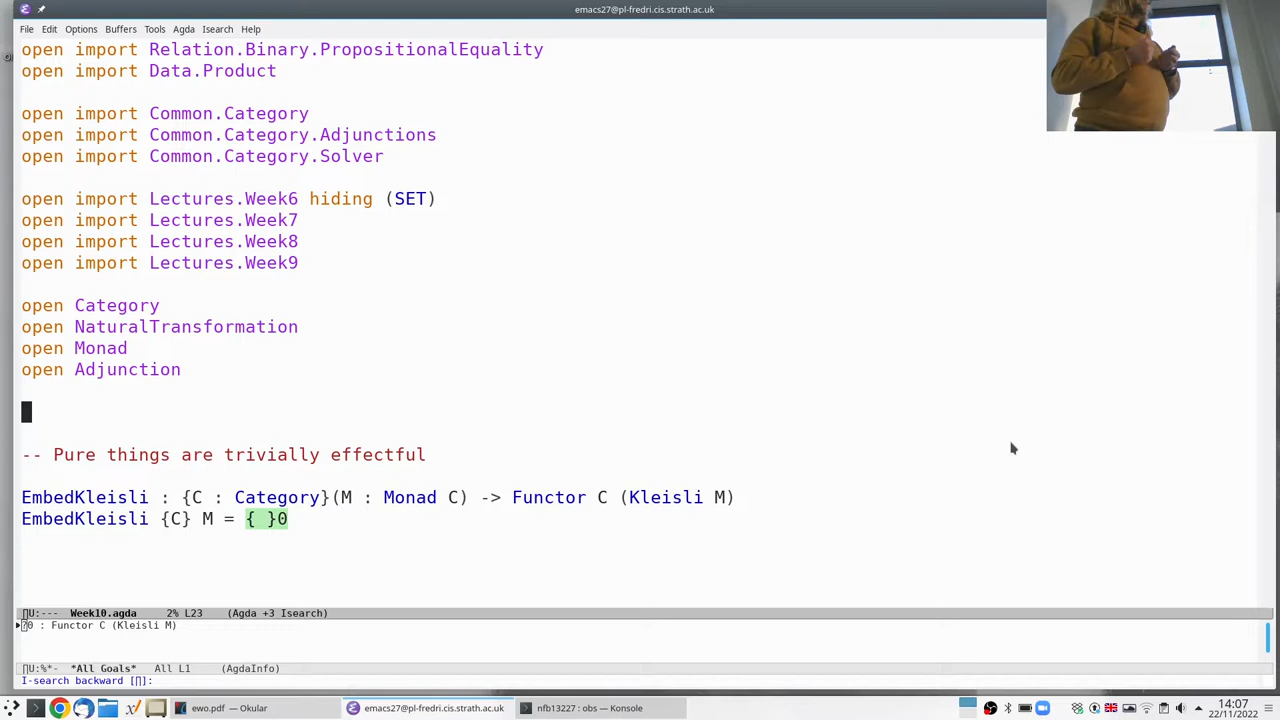 emacs27@pl-fredri.cis.strath.ac.uk
File Edit Options Buffers Tools Agda Isearch Help
open import Relation.Binary.PropositionalEquality
open import Data.Product
open import Common.Category
open import Common.Category.Adjunctions
open import Common.Category.Solver
open import Lectures.Week6 hiding (SET)
open import Lectures.Week7
open import Lectures.Week8
open import Lectures.Week9
open Category
open NaturalTransformation
open Monad
open Adjunction
-- Pure things are trivially effectful
EmbedKleisli : {C : Category}(M : Monad C) -> Functor C (Kleisli M)
EmbedKleisli {C} M = { }0
∏U:--- Week10.agda 2% L23 (Agda +3 Isearch)
?0 : Functor C (Kleisli M)
∏U:%*- *All Goals* All L1 (AgdaInfo)
I-search backward [∏]:
ewo.pdf — Okular
emacs27@pl-fredri.cis.strath.ac.uk
nfb13227 : obs — Konsole
14:07
22/11/2022